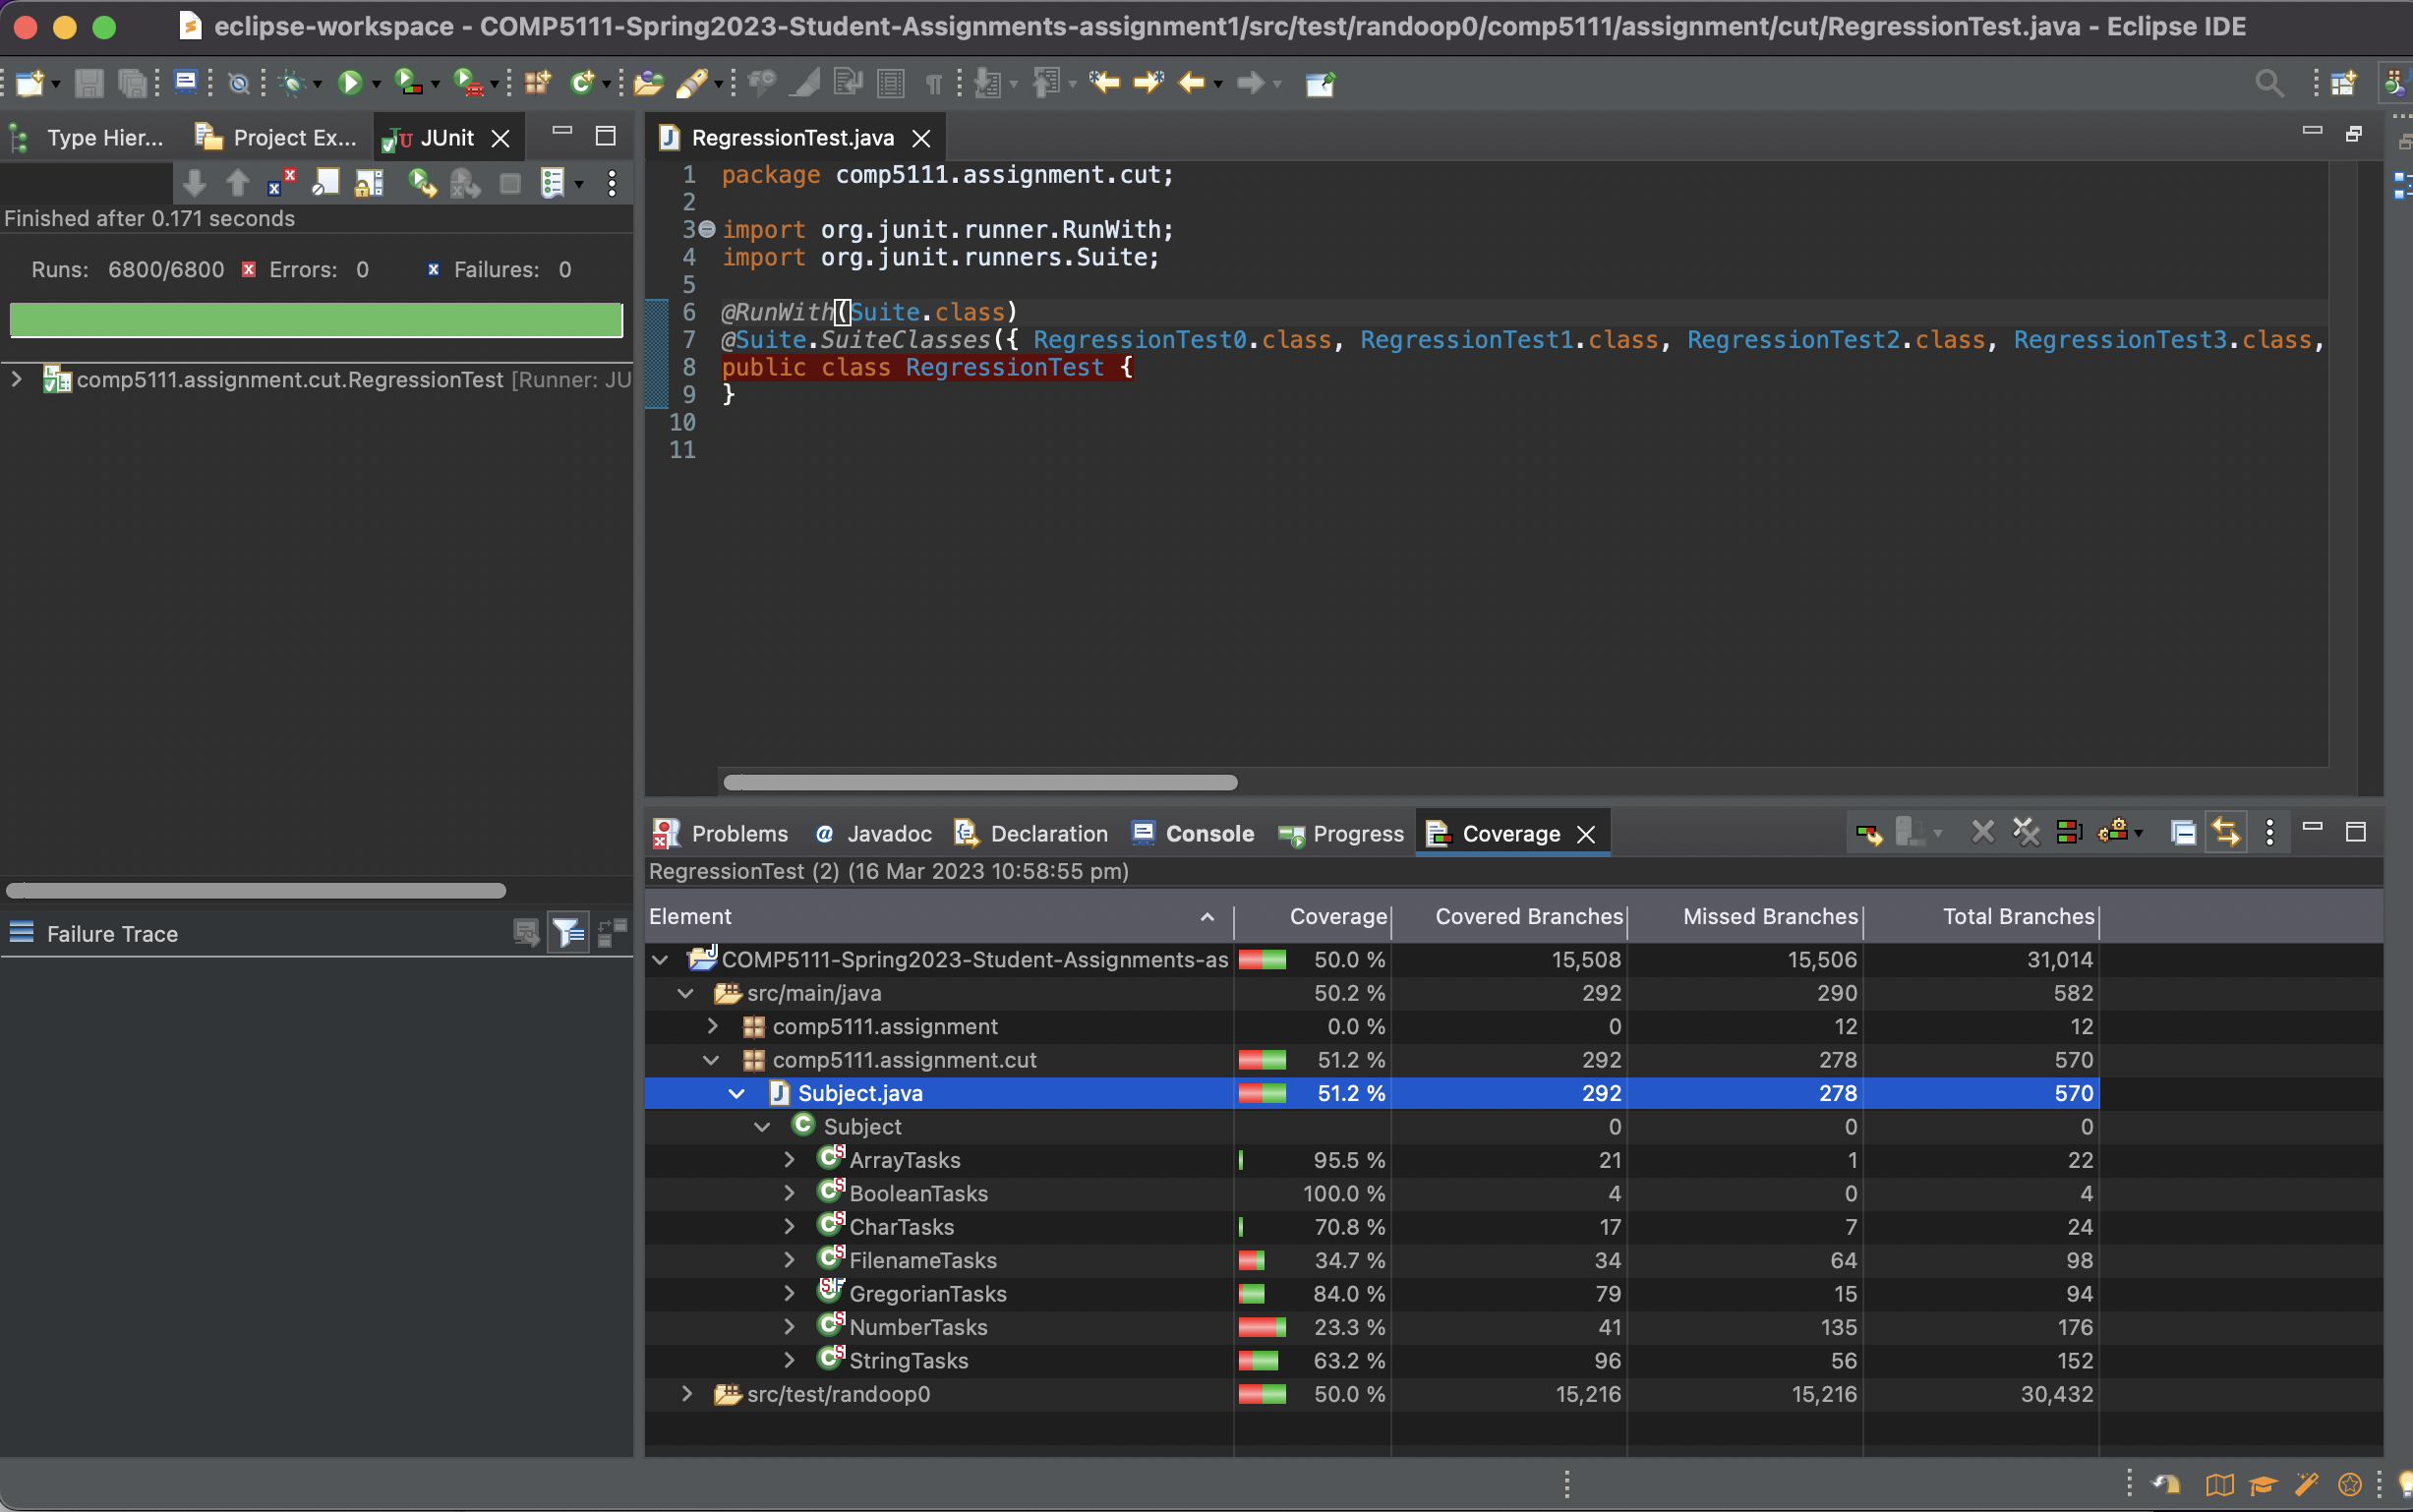 eclipse-workspace - COMP5111-Spring2023-Student-Assignments-assignment1/src/test/randoop0/comp5111/assignment/cut/RegressionTest.java - Eclipse IDE
Type Hier... Project Ex... JUnit
Finished after 0.171 seconds
Runs: 6800/6800 Errors: 0 Failures: 0
comp5111.assignment.cut.RegressionTest [Runner: JU
Failure Trace
RegressionTest.java
1 package comp5111.assignment.cut;
2
3 import org.junit.runner.RunWith;
4 import org.junit.runners.Suite;
5
6 @RunWith(Suite.class)
7 @Suite.SuiteClasses({ RegressionTest0.class, RegressionTest1.class, RegressionTest2.class, RegressionTest3.class,
8 public class RegressionTest {
9 }
10
11
Problems Javadoc Declaration Console Progress Coverage
RegressionTest (2) (16 Mar 2023 10:58:55 pm)
Element Coverage Covered Branches Missed Branches Total Branches
COMP5111-Spring2023-Student-Assignments-as 50.0 % 15,508 15,506 31,014
src/main/java 50.2 % 292 290 582
comp5111.assignment 0.0 % 0 12 12
comp5111.assignment.cut 51.2 % 292 278 570
Subject.java 51.2 % 292 278 570
Subject 0 0 0
ArrayTasks 95.5 % 21 1 22
BooleanTasks 100.0 % 4 0 4
CharTasks 70.8 % 17 7 24
FilenameTasks 34.7 % 34 64 98
GregorianTasks 84.0 % 79 15 94
NumberTasks 23.3 % 41 135 176
StringTasks 63.2 % 96 56 152
src/test/randoop0 50.0 % 15,216 15,216 30,432